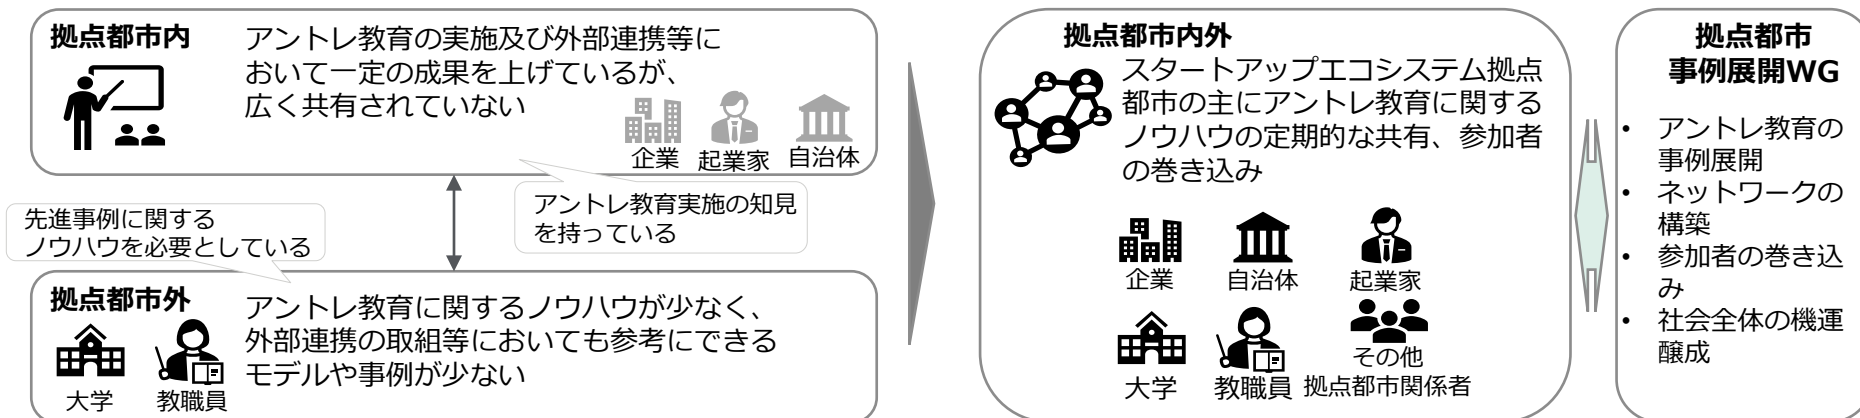 拠点都市内
アントレ教育の実施及び外部連携等に
おいて一定の成果を上げているが、
広く共有されていない
企業 起業家 自治体
先進事例に関する
ノウハウを必要としている
アントレ教育実施の知見
を持っている
拠点都市外
アントレ教育に関するノウハウが少なく、
外部連携の取組等においても参考にできる
モデルや事例が少ない
大学 教職員
拠点都市内外
スタートアップエコシステム拠点
都市の主にアントレ教育に関する
ノウハウの定期的な共有、参加者
の巻き込み
企業 自治体 起業家
大学 教職員 その他
拠点都市関係者
拠点都市
事例展開WG
• アントレ教育の
事例展開
• ネットワークの
構築
• 参加者の巻き込
み
• 社会全体の機運
醸成